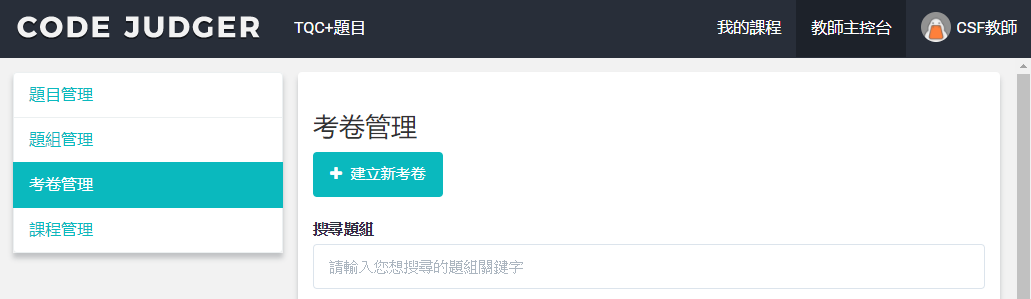 CODE JUDGER TQC+題目 我的課程 教師主控台 CSF教師
題目管理
題組管理
考卷管理
課程管理
考卷管理
+ 建立新考卷
搜尋題組
請輸入您想搜尋的題組關鍵字